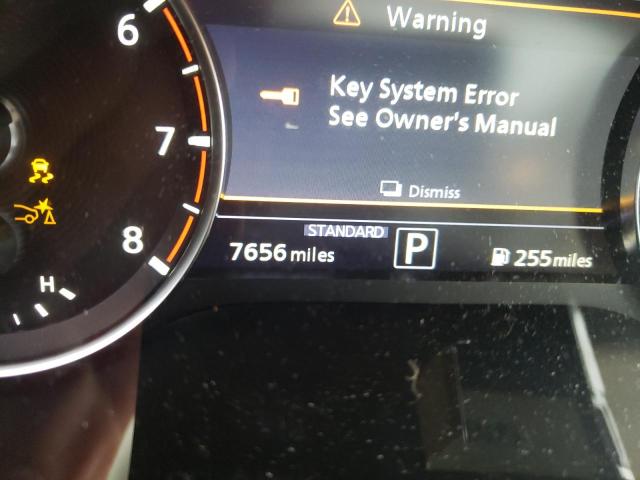 6
Warning
Key System Error
See Owner's Manual
7
Dismiss
STANDARD
8
7656 miles
P
255 miles
H